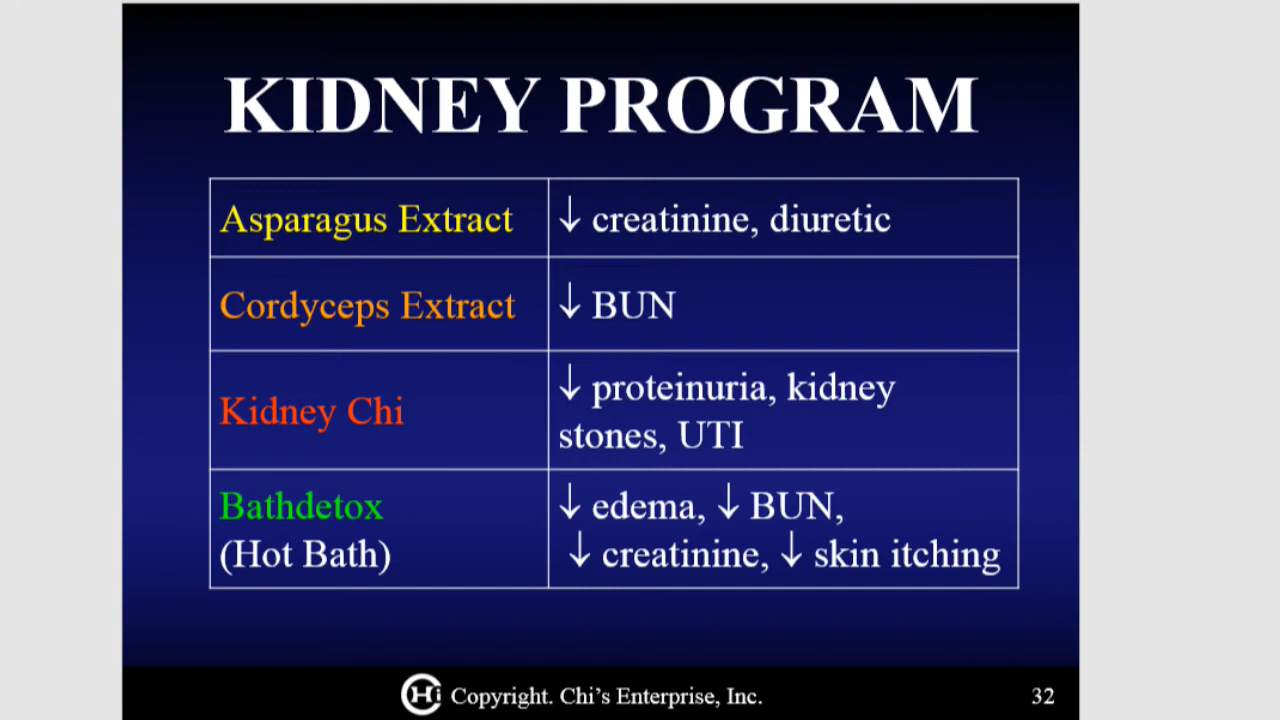 KIDNEY PROGRAM
Asparagus Extract
↓ creatinine, diuretic
Cordyceps Extract
↓ BUN
Kidney Chi
↓ proteinuria, kidney
stones, UTI
Bathdetox
(Hot Bath)
↓ edema, ↓ BUN,
↓ creatinine, ↓ skin itching
CHi Copyright. Chi's Enterprise, Inc.
32